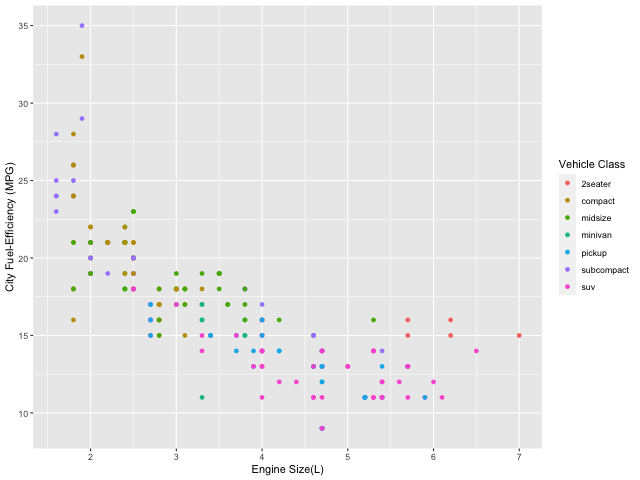 35
30
25
20
15
10
City Fuel-Efficiency (MPG)
2 3 4 5 6 7
Engine Size(L)
Vehicle Class
2seater
compact
midsize
minivan
pickup
subcompact
suv